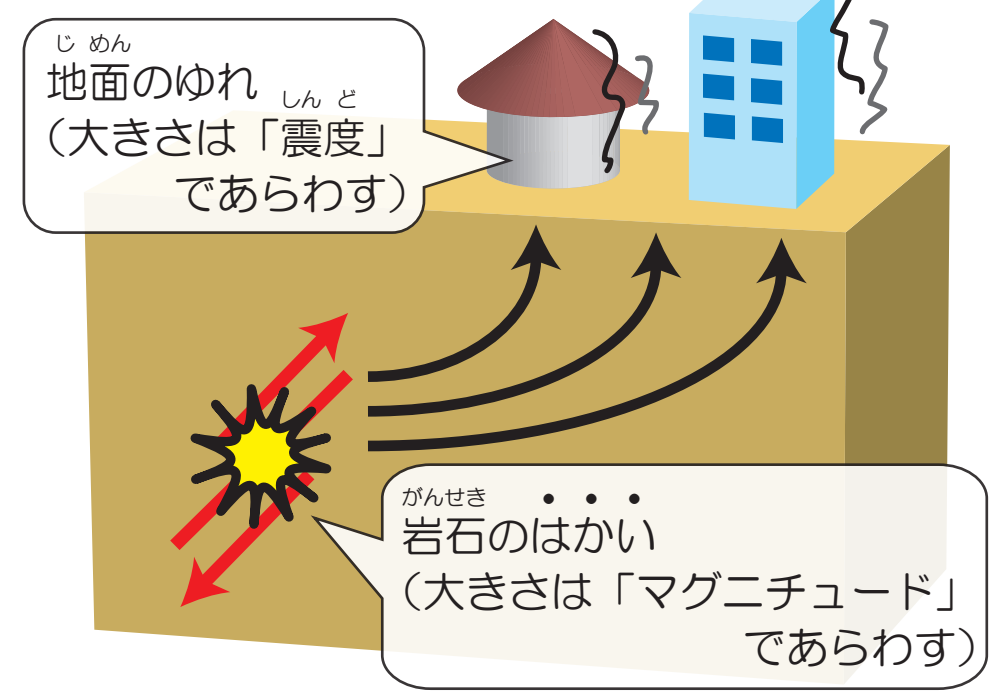 じめん
地面のゆれ
しんど
（大きさは「震度」
であらわす）
がんせき
岩石のはかい
（大きさは「マグニチュード」
であらわす）